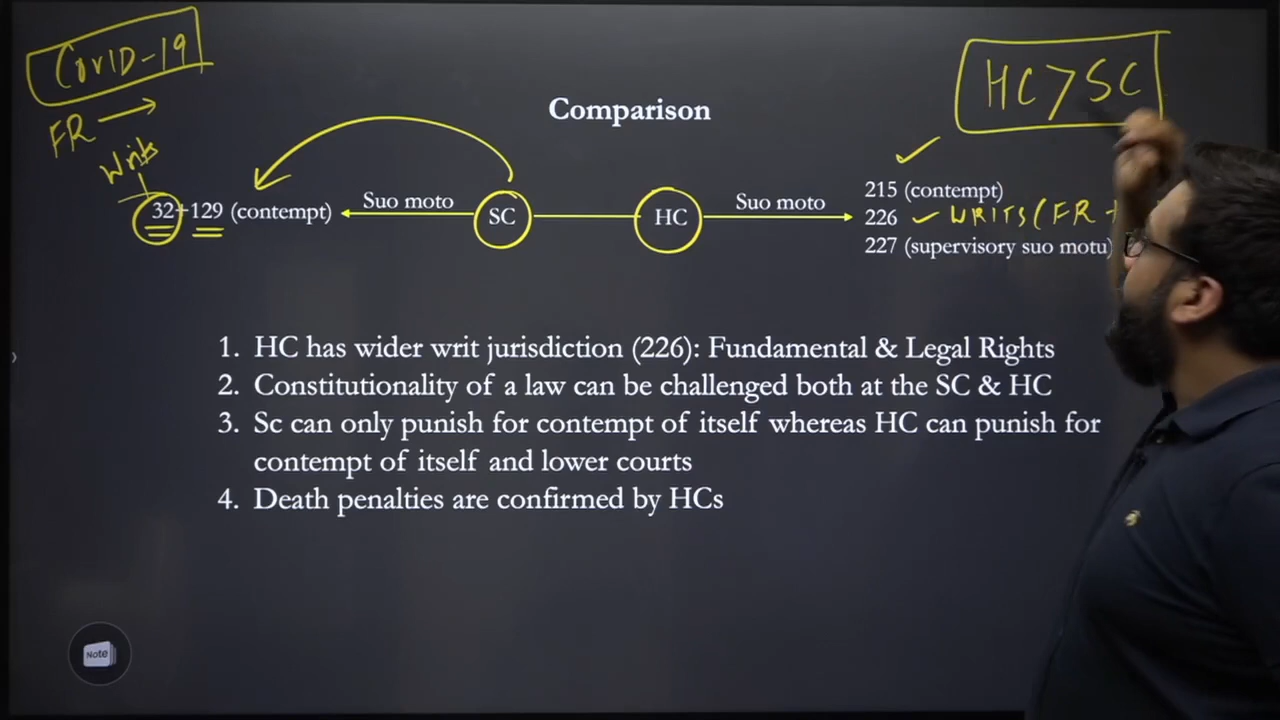 COVID-19
HC > SC
Comparison
FR →
Writs
32+129 (contempt)
Suo moto
SC
HC
Suo moto
215 (contempt)
226 WRITS (FR +
227 (supervisory suo motu)
1. HC has wider writ jurisdiction (226): Fundamental & Legal Rights
2. Constitutionality of a law can be challenged both at the SC & HC
3. Sc can only punish for contempt of itself whereas HC can punish for
contempt of itself and lower courts
4. Death penalties are confirmed by HCs
Note